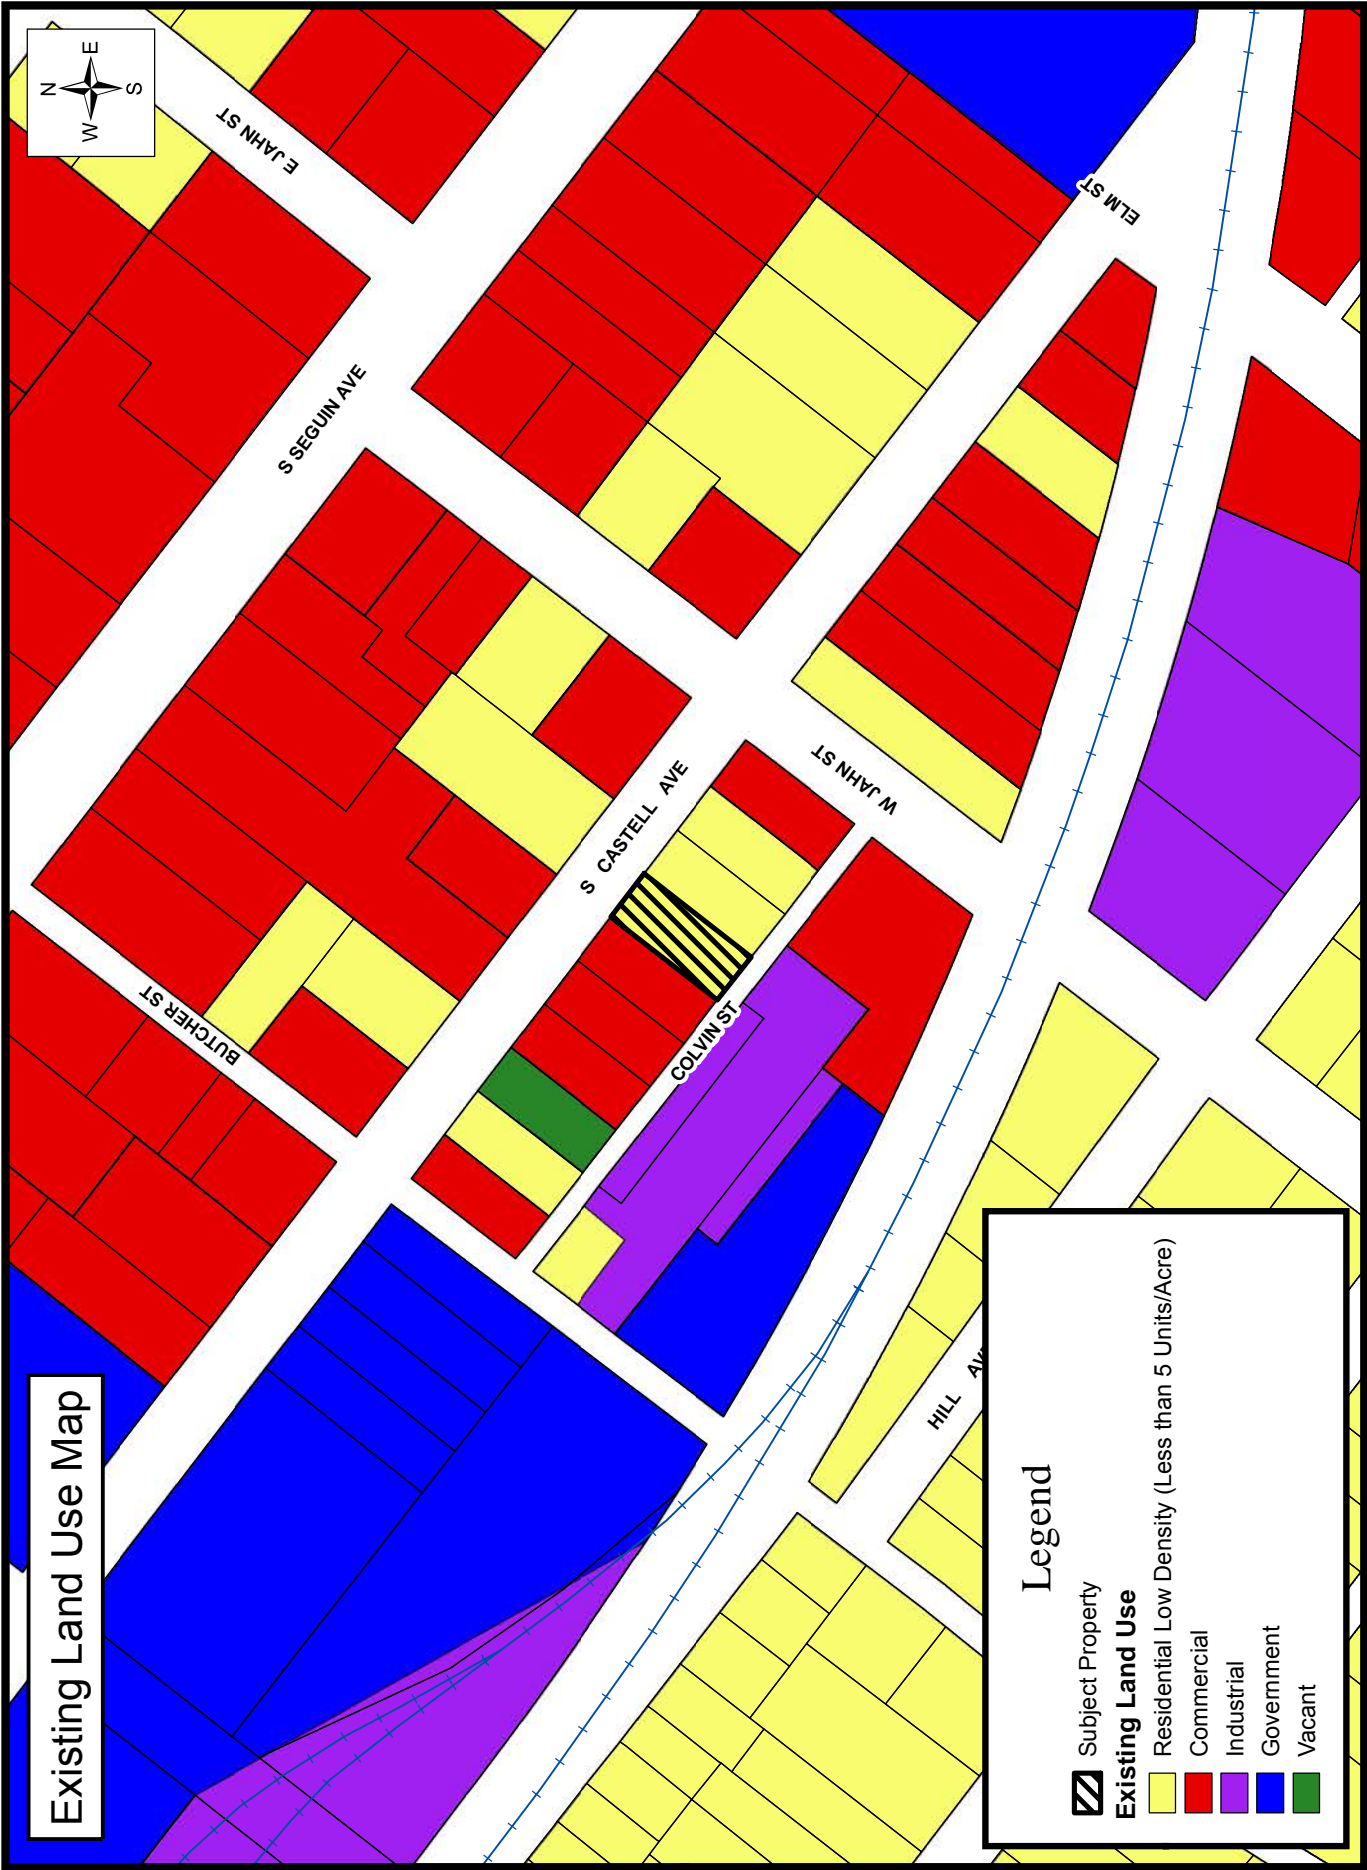 Existing Land Use Map
N
W E
S
E JAHN ST
S SEGUIN AVE
ELM ST
BUTCHER ST
S CASTELL AVE
W JAHN ST
COLVIN ST
HILL AVE
Legend
Subject Property
Existing Land Use
Residential Low Density (Less than 5 Units/Acre)
Commercial
Industrial
Government
Vacant